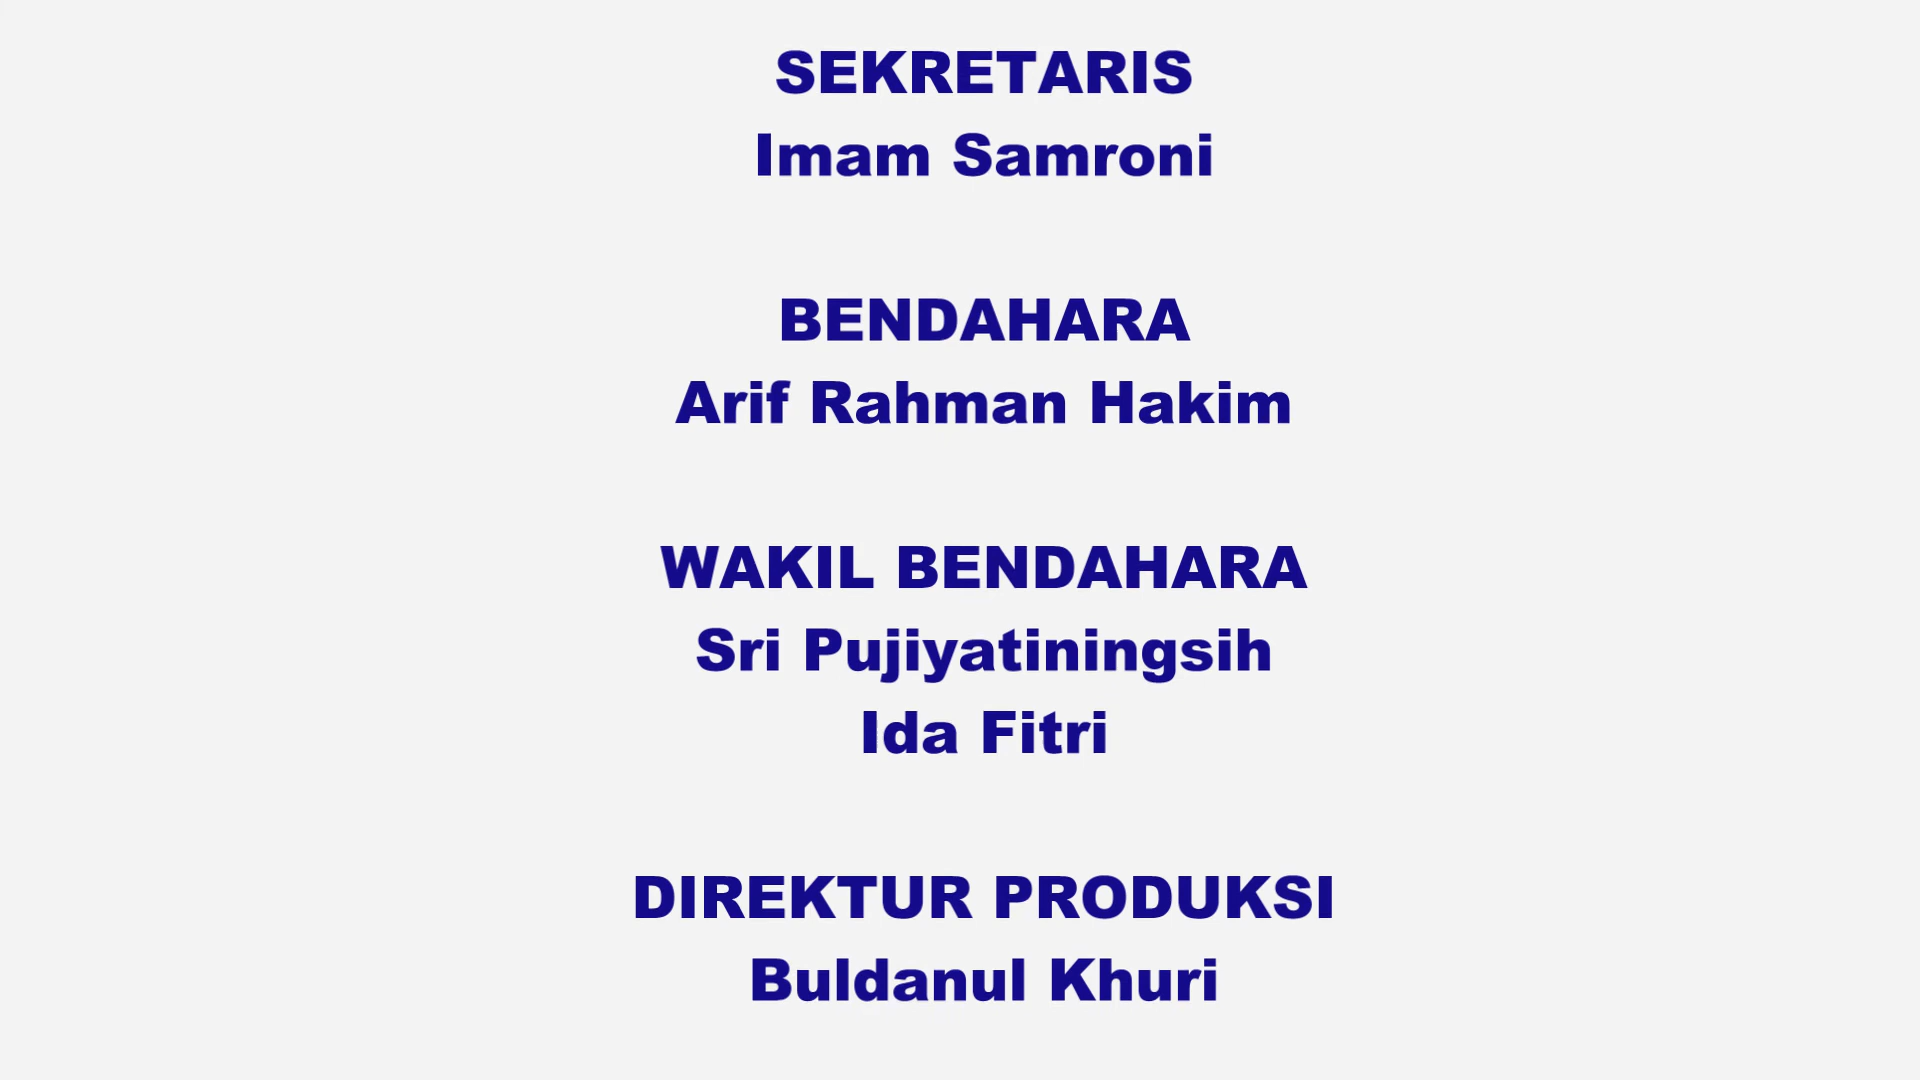 SEKRETARIS
Imam Samroni
BENDAHARA
Arif Rahman Hakim
WAKIL BENDAHARA
Sri Pujiyatiningsih
Ida Fitri
DIREKTUR PRODUKSI
Buldanul Khuri